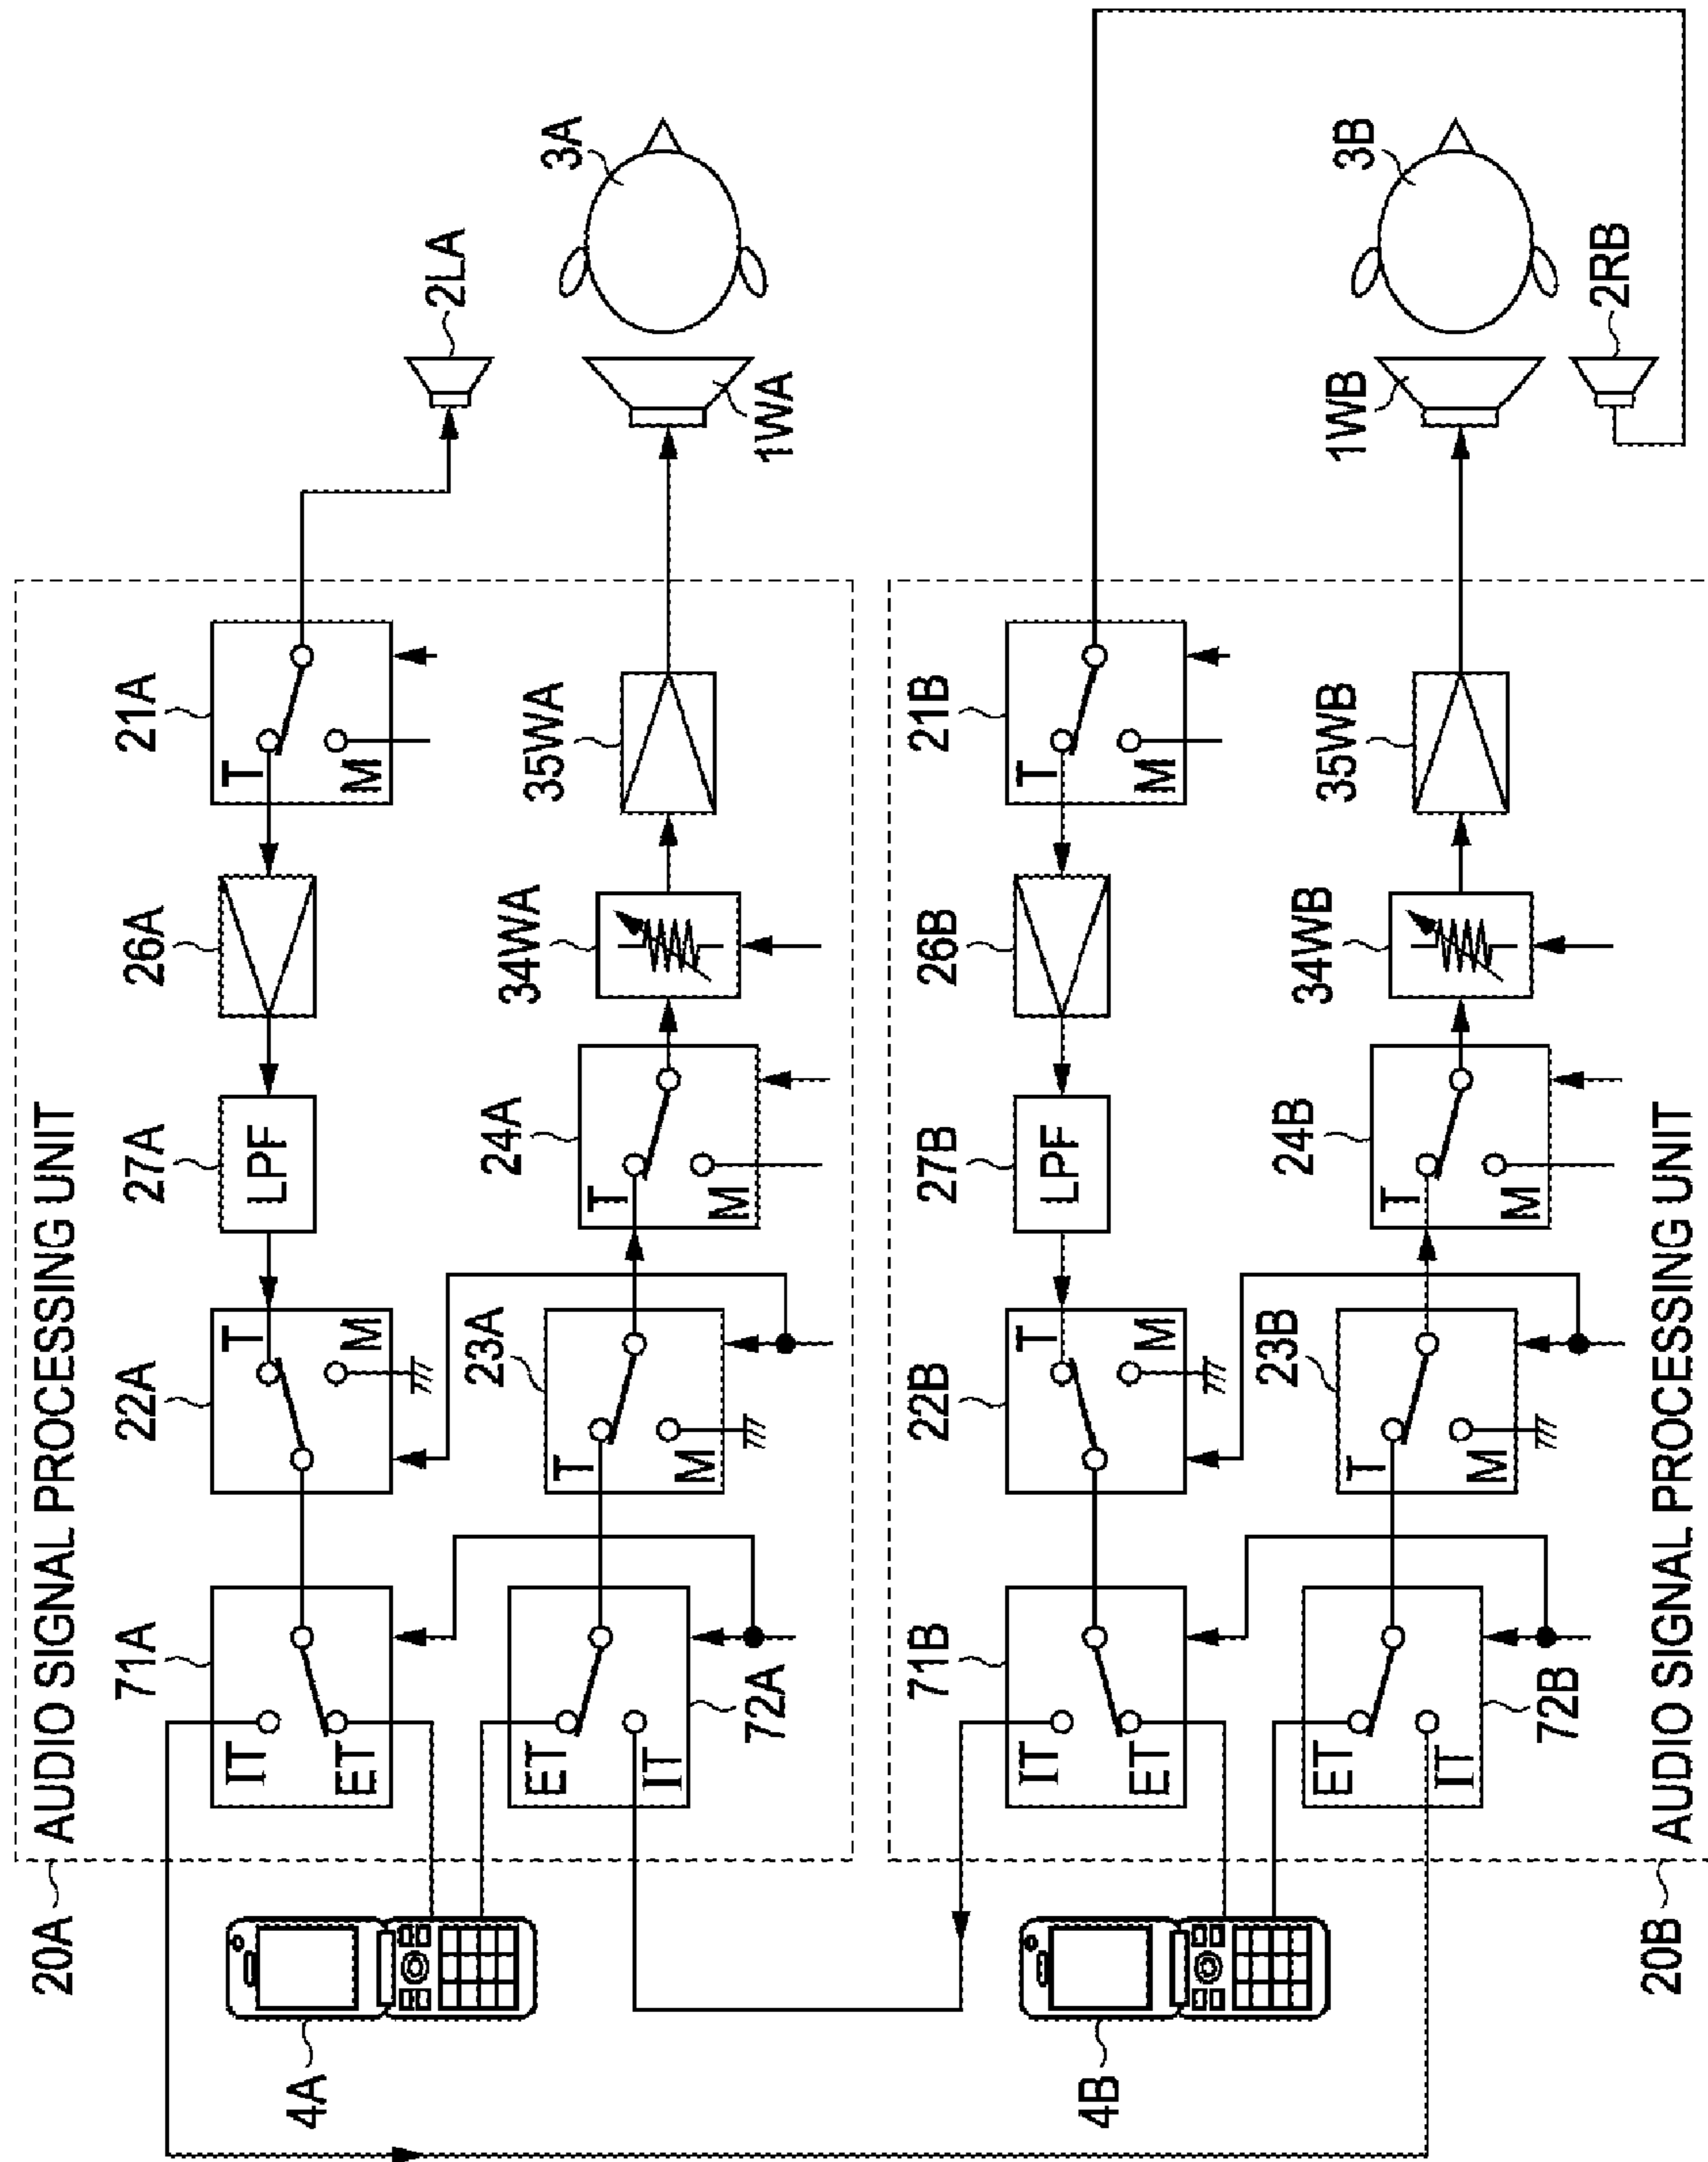 20A AUDIO SIGNAL PROCESSING UNIT
71A
22A
27A
26A
21A
2LA
IT
ET
T
M
LPF
T
M
4A
72A
23A
24A
34WA
35WA
1WA
3A
ET
IT
T
M
T
M
71B
22B
27B
26B
21B
IT
ET
T
M
LPF
T
M
4B
72B
23B
24B
34WB
35WB
1WB
3B
2RB
ET
IT
T
M
T
M
20B AUDIO SIGNAL PROCESSING UNIT